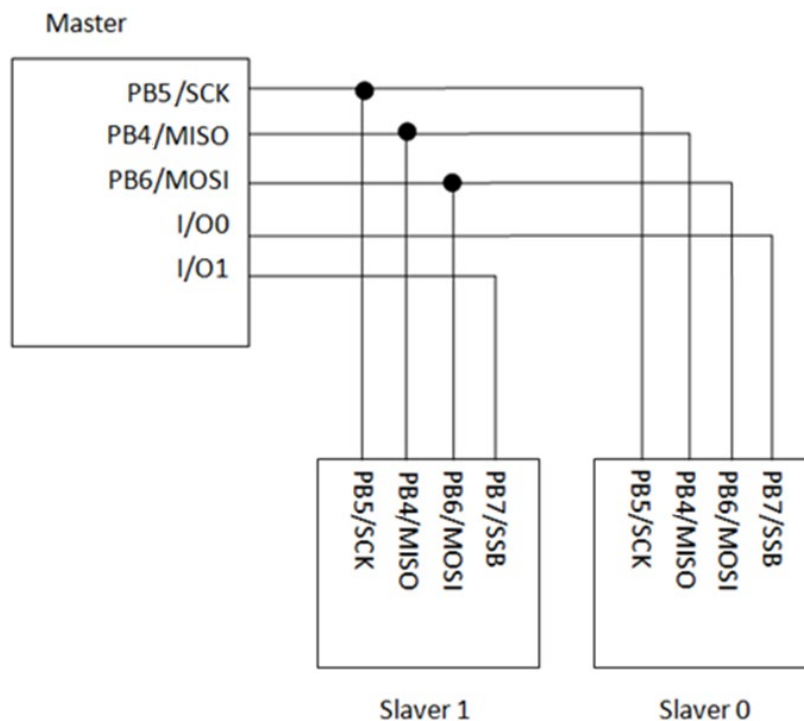 Master
PB5/SCK
PB4/MISO
PB6/MOSI
I/O0
I/O1
PB5/SCK
PB4/MISO
PB6/MOSI
PB7/SSB
PB5/SCK
PB4/MISO
PB6/MOSI
PB7/SSB
Slaver 1
Slaver 0